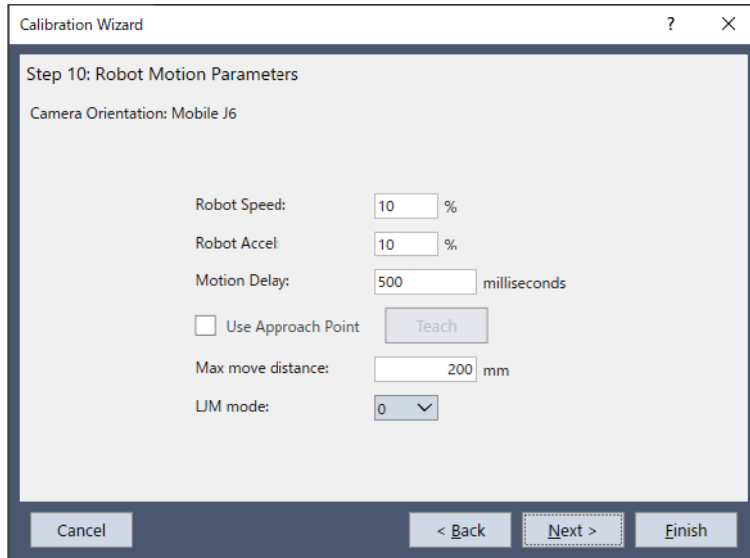 Calibration Wizard ? ×
Step 10: Robot Motion Parameters
Camera Orientation: Mobile J6
Robot Speed: 10 %
Robot Accel: 10 %
Motion Delay: 500 milliseconds
Use Approach Point Teach
Max move distance: 200 mm
LJM mode: 0
Cancel < Back Next > Finish